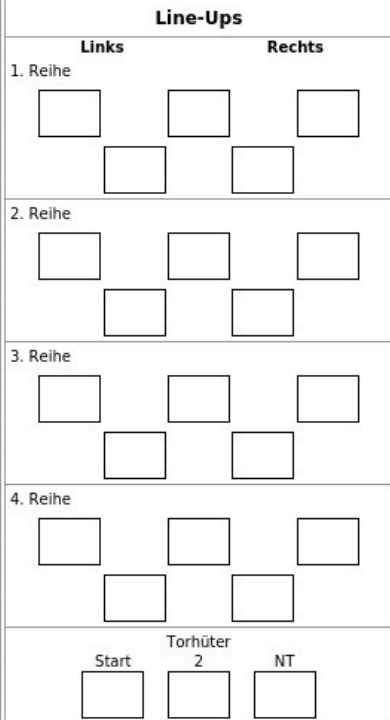 Line-Ups
Links Rechts
1. Reihe
2. Reihe
3. Reihe
4. Reihe
Torhüter
Start 2 NT